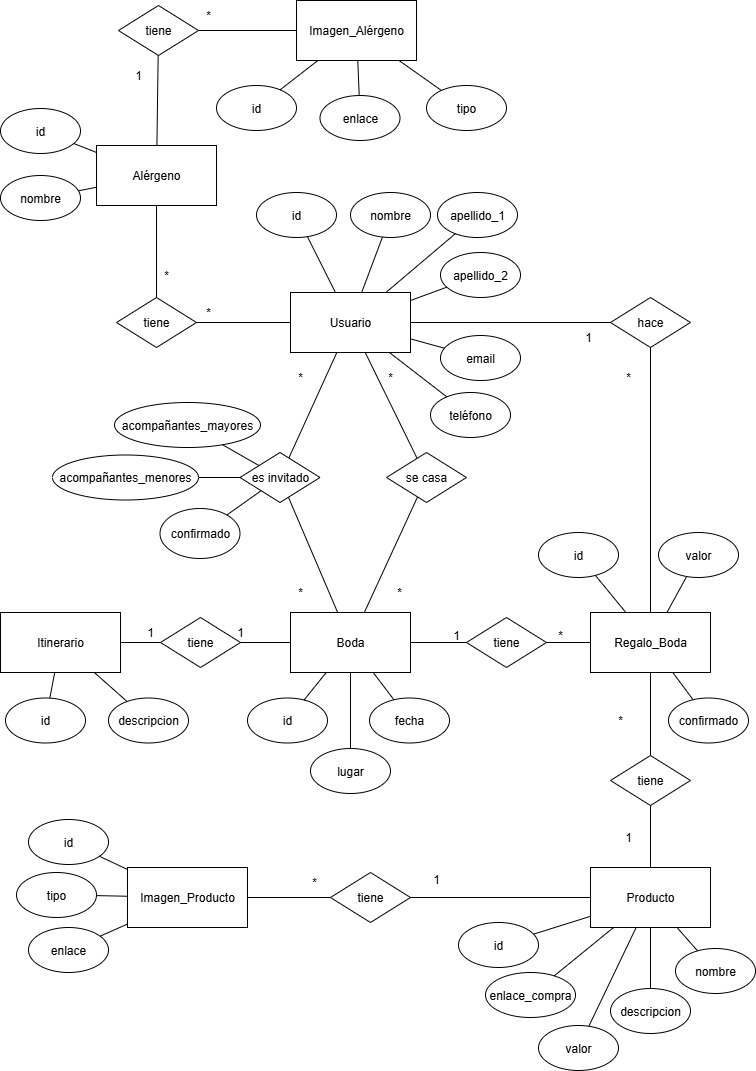 tiene
*
Imagen_Alérgeno
1
id
enlace
tipo
id
Alérgeno
nombre
id
nombre
apellido_1
apellido_2
*
tiene
*
Usuario
1
hace
email
*
*
*
teléfono
acompañantes_mayores
acompañantes_menores
es invitado
se casa
confirmado
id
valor
*
*
Itinerario
1
tiene
1
Boda
1
tiene
*
Regalo_Boda
id
descripcion
id
fecha
*
confirmado
lugar
tiene
id
1
tipo
Imagen_Producto
*
tiene
1
Producto
enlace
id
nombre
enlace_compra
descripcion
valor